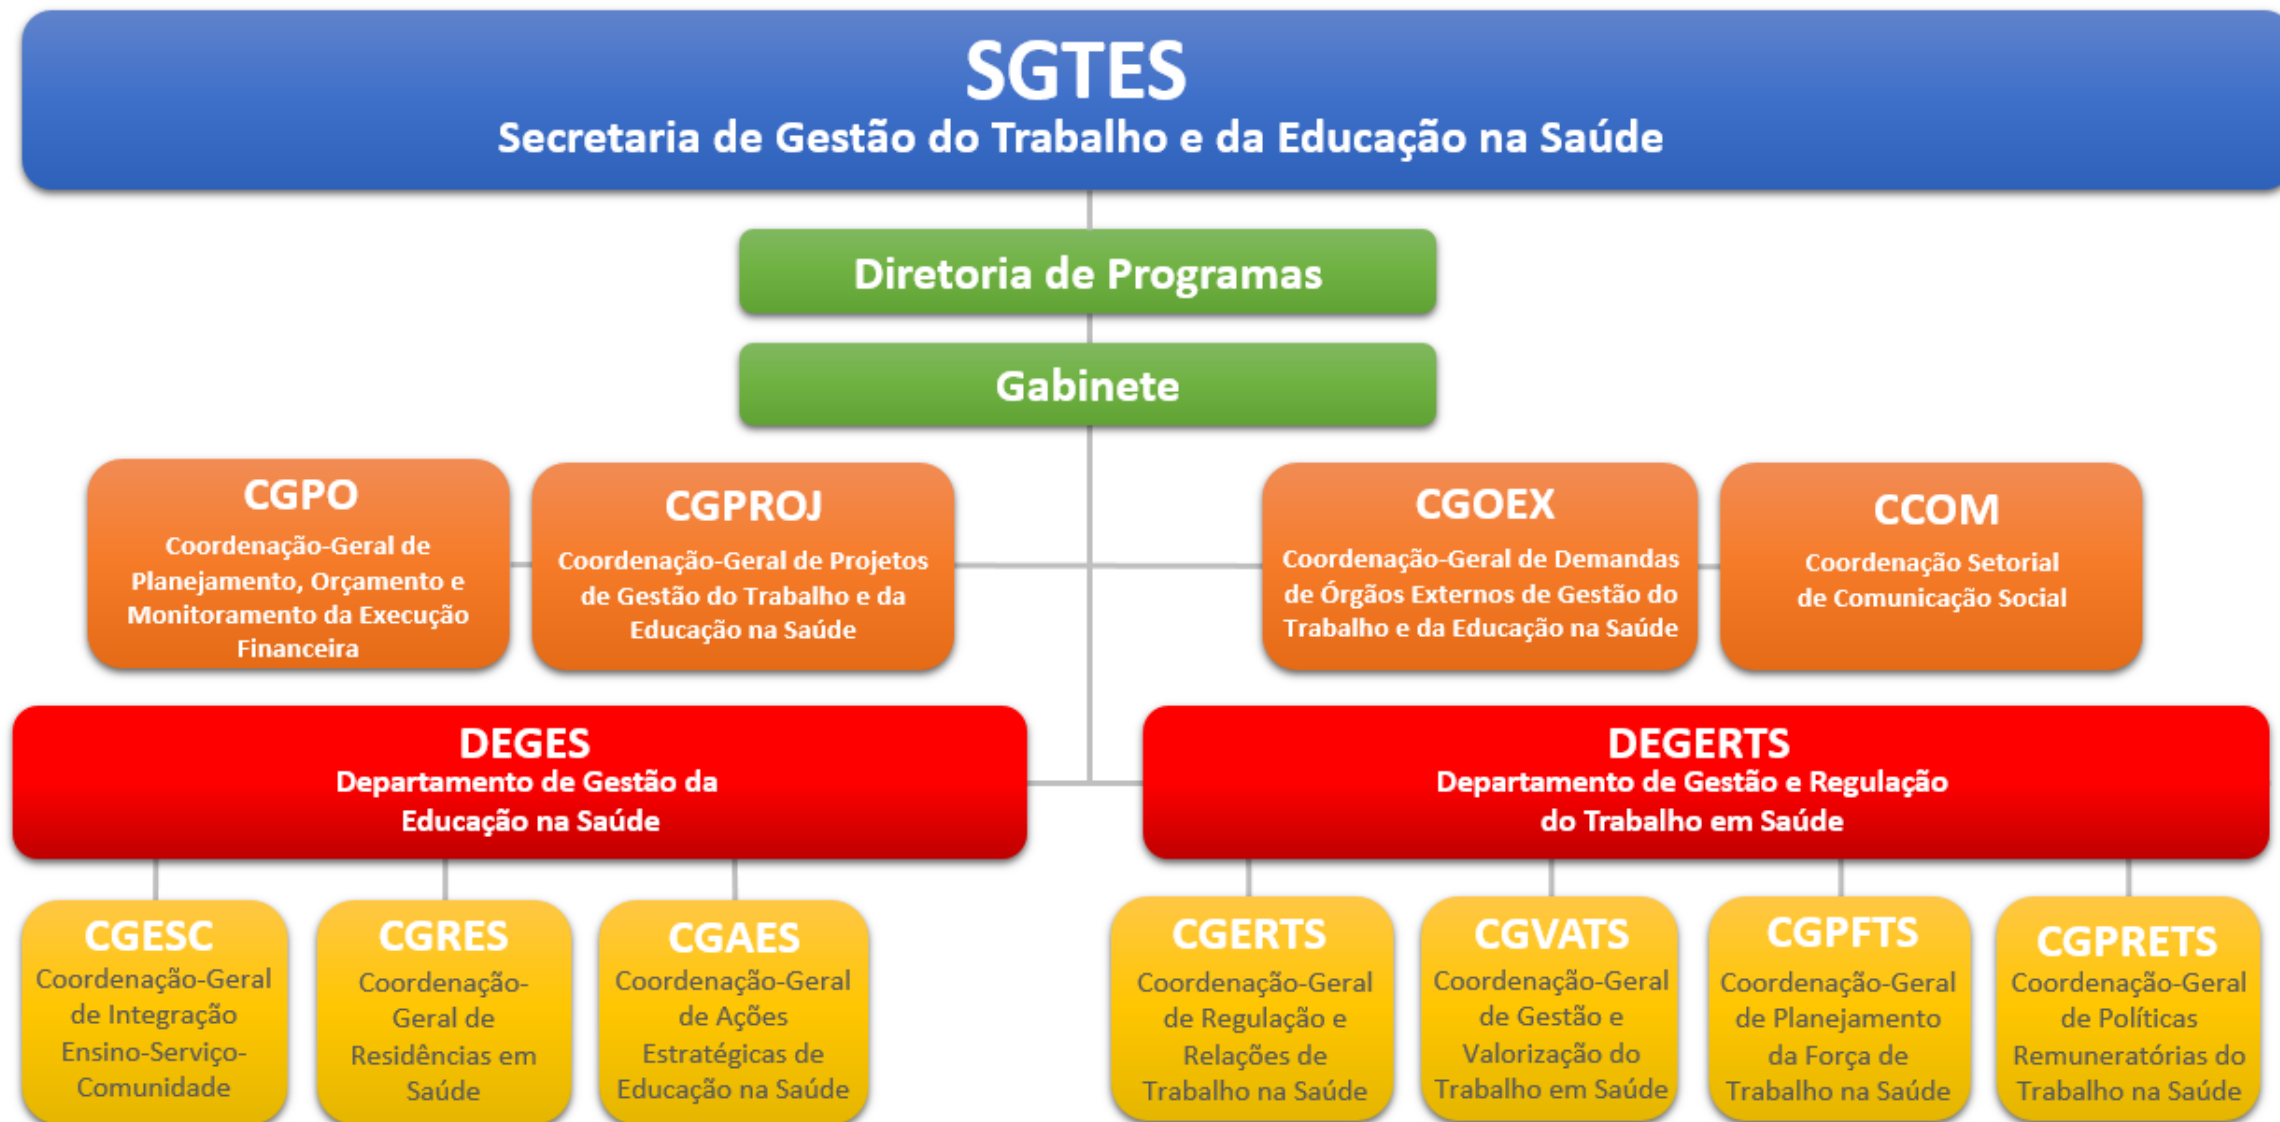 SGTES
Secretaria de Gestão do Trabalho e da Educação na Saúde
Diretoria de Programas
Gabinete
CGPO
Coordenação-Geral de
Planejamento, Orçamento e
Monitoramento da Execução
Financeira
CGPROJ
Coordenação-Geral de Projetos
de Gestão do Trabalho e da
Educação na Saúde
CGOEX
Coordenação-Geral de Demandas
de Órgãos Externos de Gestão do
Trabalho e da Educação na Saúde
CCOM
Coordenação Setorial
de Comunicação Social
DEGES
Departamento de Gestão da
Educação na Saúde
DEGERTS
Departamento de Gestão e Regulação
do Trabalho em Saúde
CGESC
Coordenação-Geral
de Integração
Ensino-Serviço-
Comunidade
CGRES
Coordenação-
Geral de
Residências em
Saúde
CGAES
Coordenação-Geral
de Ações
Estratégicas de
Educação na Saúde
CGERTS
Coordenação-Geral
de Regulação e
Relações de
Trabalho na Saúde
CGVATS
Coordenação-Geral
de Gestão e
Valorização do
Trabalho em Saúde
CGPFTS
Coordenação-Geral
de Planejamento
da Força de
Trabalho na Saúde
CGPRETS
Coordenação-Geral
de Políticas
Remuneratórias do
Trabalho na Saúde